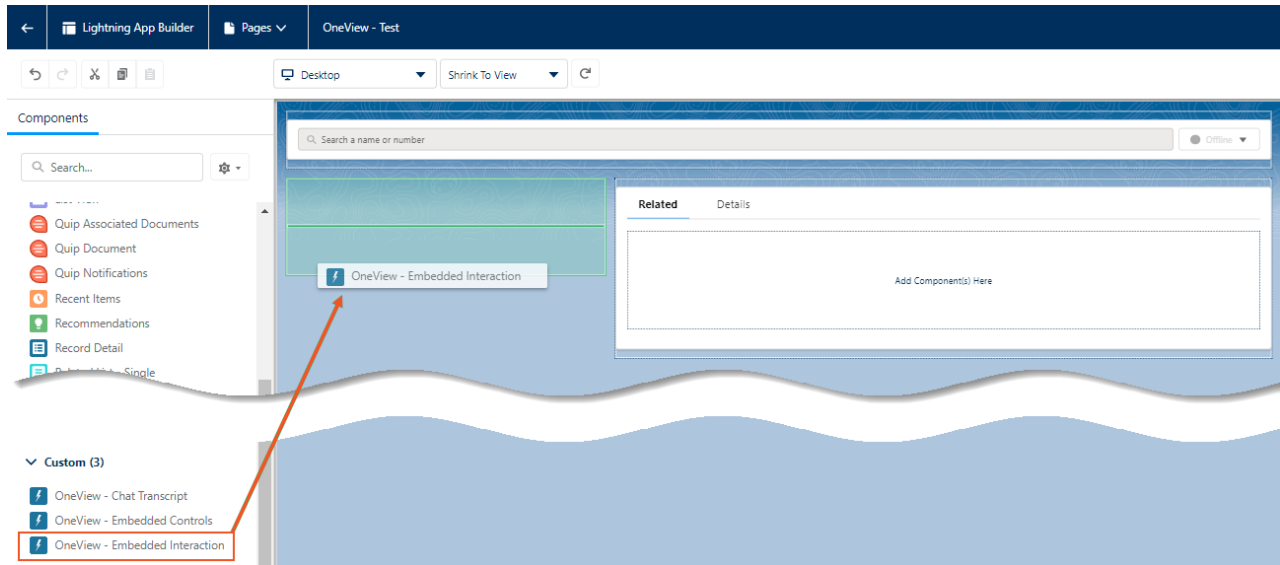 Lightning App Builder
Pages
OneView - Test
Desktop
Shrink To View
Components
Search...
Quip Associated Documents
Quip Document
Quip Notifications
Recent Items
Recommendations
Record Detail
Single
Custom (3)
OneView - Chat Transcript
OneView - Embedded Controls
OneView - Embedded Interaction
Search a name or number
Offline
OneView - Embedded Interaction
Related Details
Add Component(s) Here